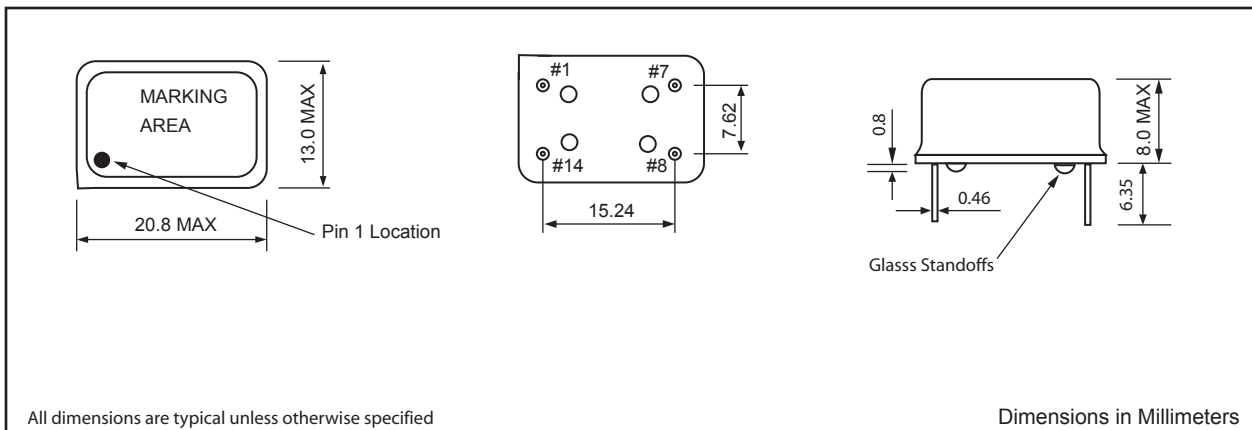 MARKING
AREA
13.0 MAX
20.8 MAX
Pin 1 Location
#1
#7
7.62
#14
#8
15.24
0.8
8.0 MAX
0.46
6.35
Glasss Standoffs
All dimensions are typical unless otherwise specified
Dimensions in Millimeters